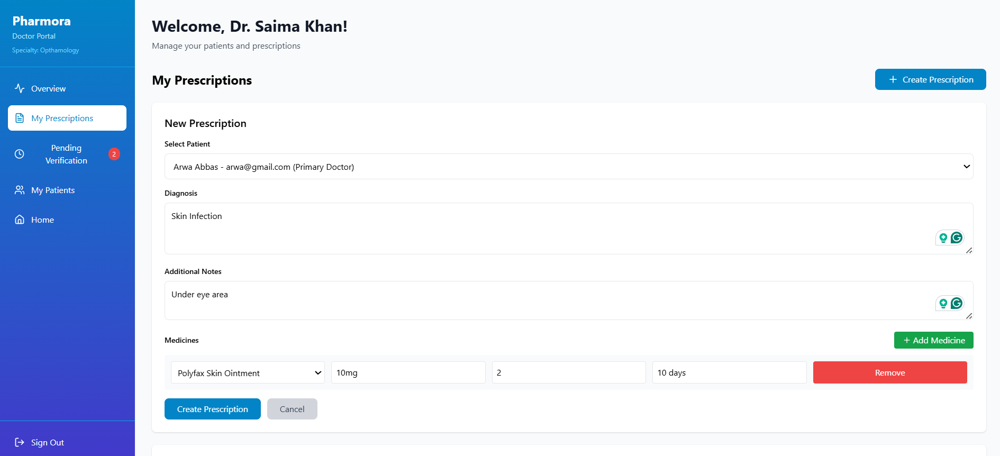 Pharmora
Doctor Portal
Specialty: Opthamology
Overview
My Prescriptions
Pending
Verification
2
My Patients
Home
Sign Out
Welcome, Dr. Saima Khan!
Manage your patients and prescriptions
My Prescriptions
+ Create Prescription
New Prescription
Select Patient
Arwa Abbas - arwa@gmail.com (Primary Doctor)
Diagnosis
Skin Infection
Additional Notes
Under eye area
Medicines
+ Add Medicine
Polyfax Skin Ointment 10mg 2 10 days Remove
Create Prescription Cancel